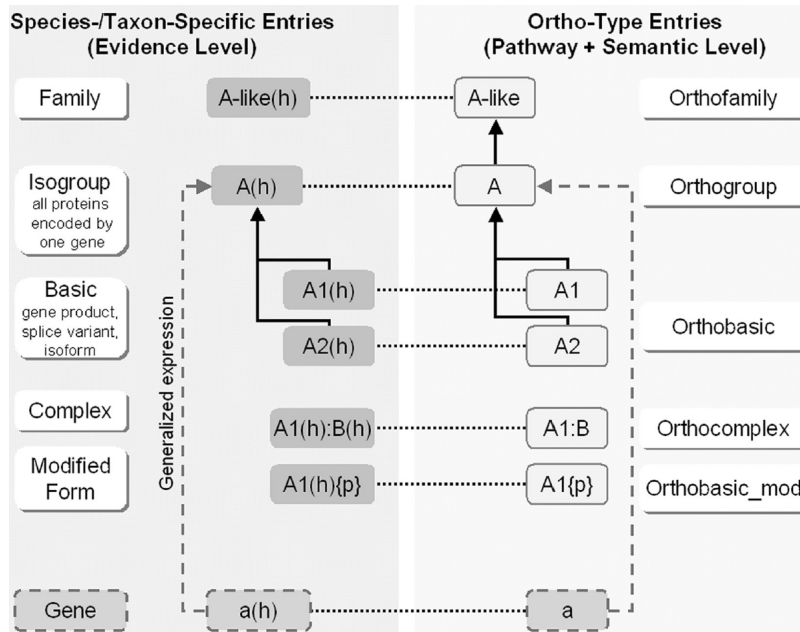 Species-/Taxon-Specific Entries
(Evidence Level)
Ortho-Type Entries
(Pathway + Semantic Level)
Family
A-like(h)
A-like
Orthofamily
Isogroup
all proteins
encoded by
one gene
A(h)
A
Orthogroup
Basic
gene product,
splice variant,
isoform
A1(h)
A1
A2(h)
A2
Orthobasic
Generalized expression
Complex
A1(h):B(h)
A1:B
Orthocomplex
Modified
Form
A1(h){p}
A1{p}
Orthobasic_mod
Gene
a(h)
a